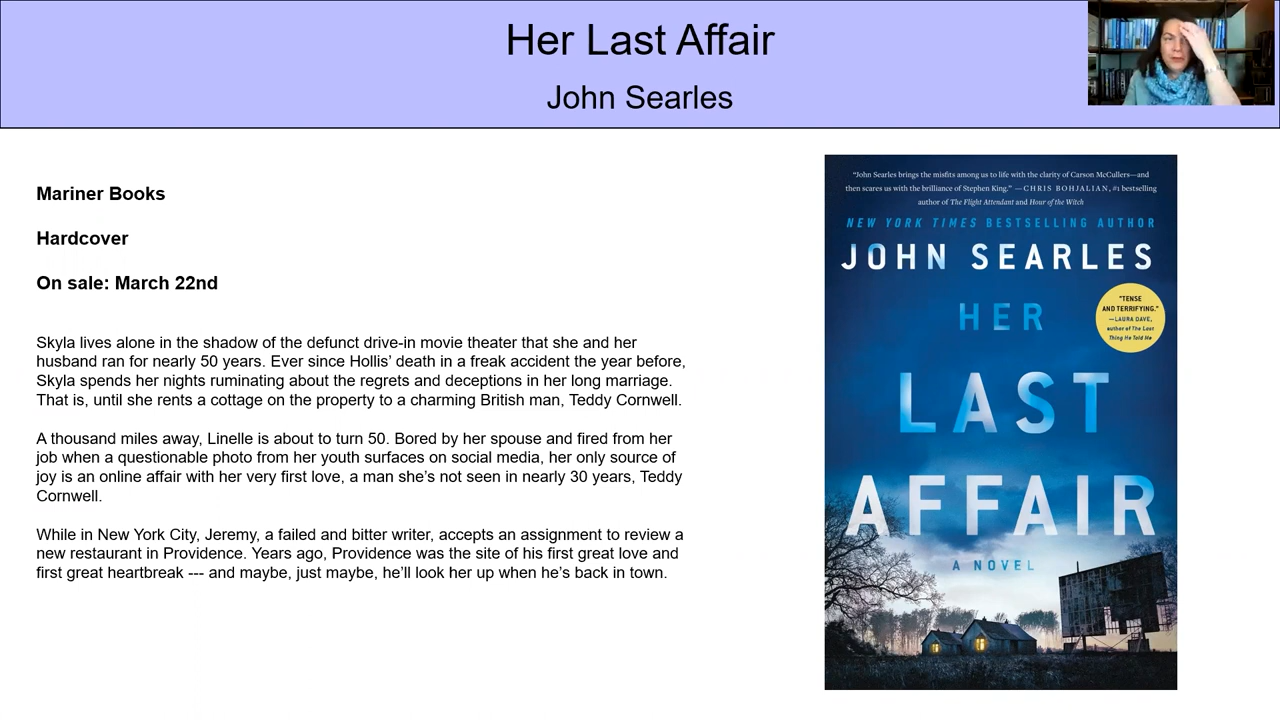 Her Last Affair
John Searles
Mariner Books
Hardcover
On sale: March 22nd
Skyla lives alone in the shadow of the defunct drive-in movie theater that she and her
husband ran for nearly 50 years. Ever since Hollis’ death in a freak accident the year before,
Skyla spends her nights ruminating about the regrets and deceptions in her long marriage.
That is, until she rents a cottage on the property to a charming British man, Teddy Cornwell.
A thousand miles away, Linelle is about to turn 50. Bored by her spouse and fired from her
job when a questionable photo from her youth surfaces on social media, her only source of
joy is an online affair with her very first love, a man she’s not seen in nearly 30 years, Teddy
Cornwell.
While in New York City, Jeremy, a failed and bitter writer, accepts an assignment to review a
new restaurant in Providence. Years ago, Providence was the site of his first great love and
first great heartbreak --- and maybe, just maybe, he’ll look her up when he’s back in town.
“John Searles brings the misfits among us to life with the clarity of Carson McCullers—and
then scares us with the brilliance of Stephen King.” —CHRIS BOHJALIAN, #1 bestselling
author of The Flight Attendant and Hour of the Witch
NEW YORK TIMES BESTSELLING AUTHOR
JOHN SEARLES
HER
"TENSE
AND TERRIFYING."
—LAURA DAVE,
author of The Last
Thing He Told Me
LAST
AFFAIR
A NOVEL